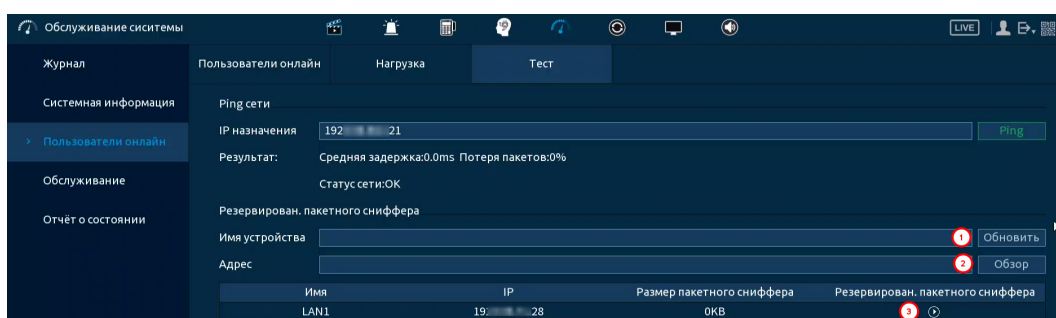 Обслуживание сиситемы LIVE
Журнал Пользователи онлайн Нагрузка Тест
Системная информация Ping сети
Пользователи онлайн IP назначения 192 21 Ping
Результат: Средняя задержка:0.0ms Потеря пакетов:0%
Обслуживание Статус сети:OK
Отчёт о состоянии Резервирован. пакетного сниффера
Имя устройства 1 Обновить
Адрес 2 Обзор
Имя IP Размер пакетного сниффера Резервирован. пакетного сниффера
LAN1 19 28 0KB 3